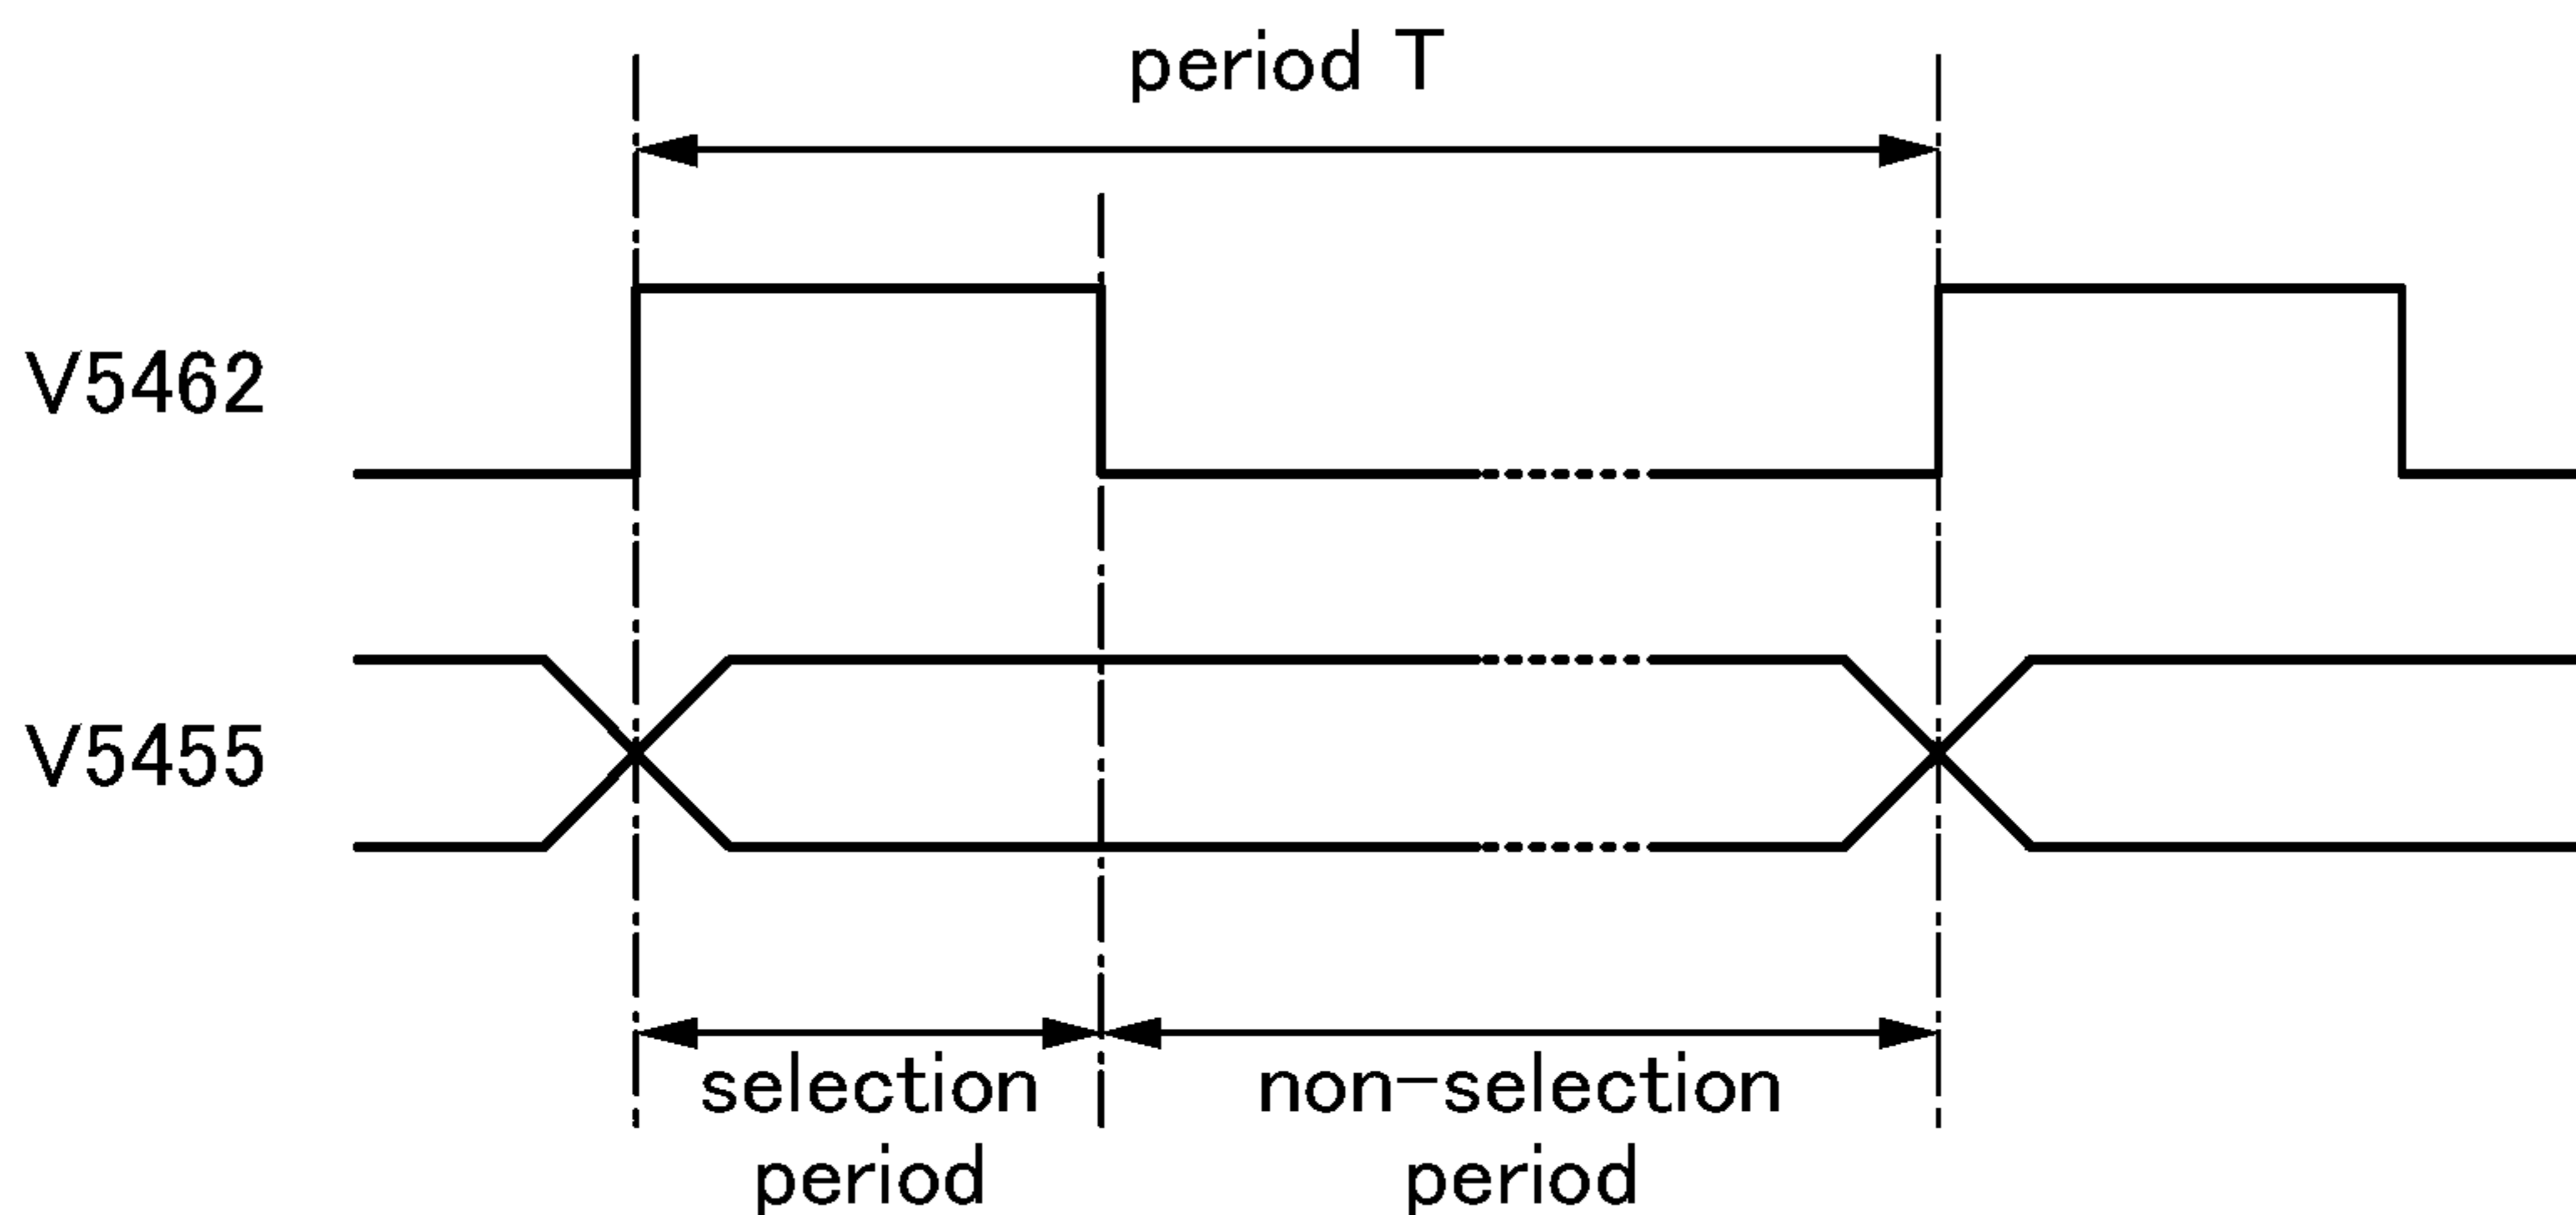 period T
V5462
V5455
selection
period
non-selection
period